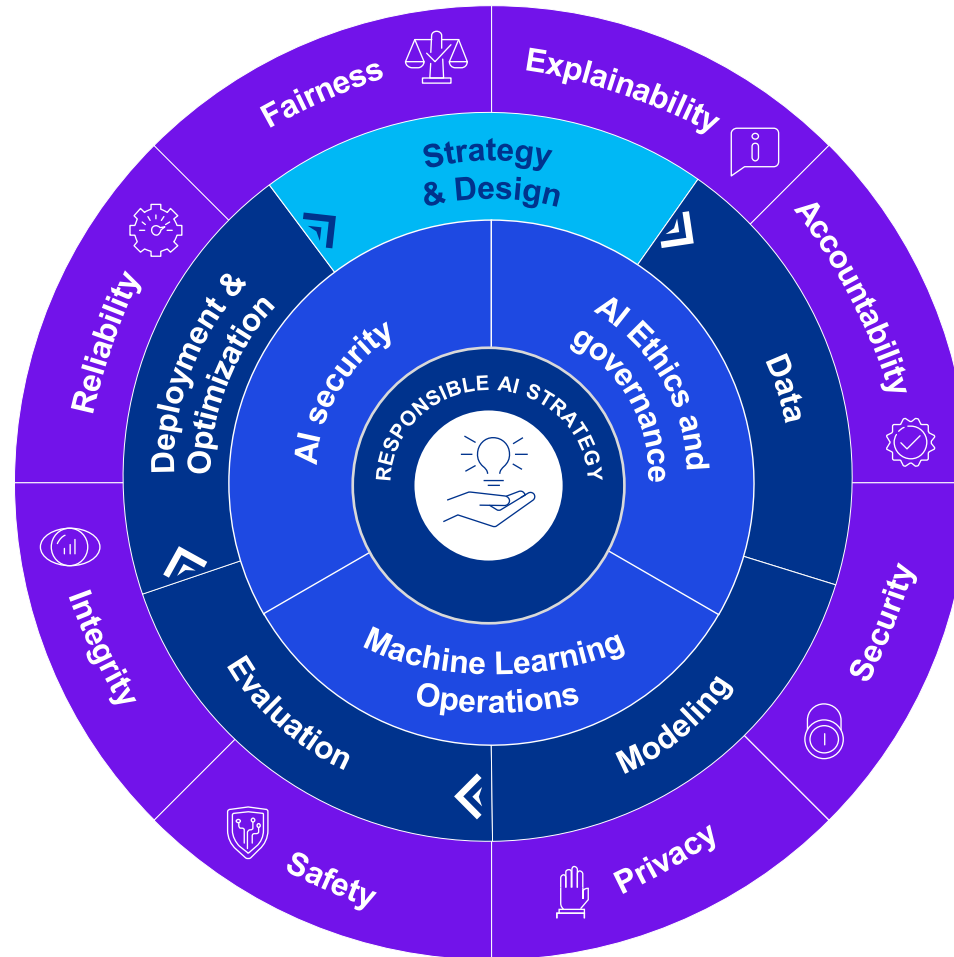 Fairness
Explainability
Accountability
Security
Privacy
Safety
Integrity
Reliability
Strategy
& Design
Data
Modeling
Evaluation
Deployment &
Optimization
AI security
AI Ethics and
governance
Machine Learning
Operations
RESPONSIBLE AI STRATEGY